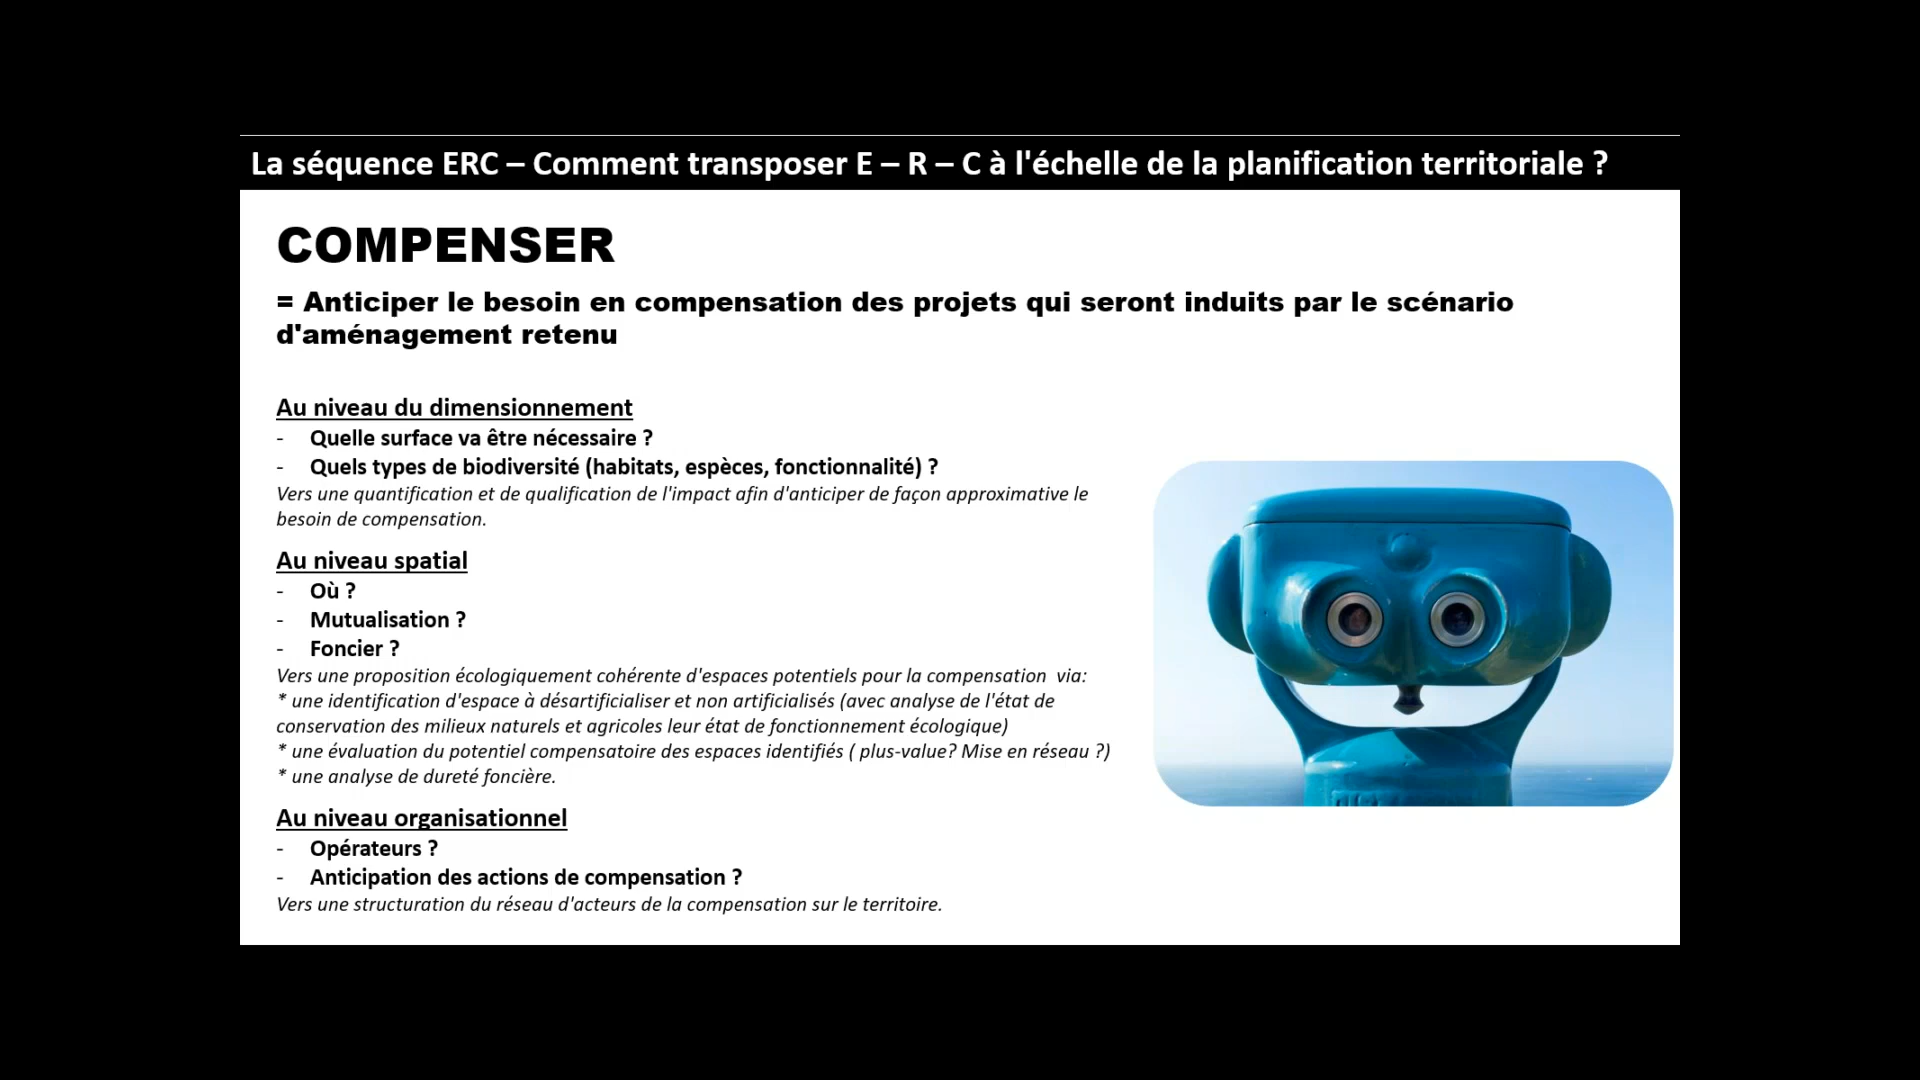 La séquence ERC – Comment transposer E – R – C à l'échelle de la planification territoriale ?
COMPENSER
= Anticiper le besoin en compensation des projets qui seront induits par le scénario
d'aménagement retenu
Au niveau du dimensionnement
- Quelle surface va être nécessaire ?
- Quels types de biodiversité (habitats, espèces, fonctionnalité) ?
Vers une quantification et de qualification de l'impact afin d'anticiper de façon approximative le
besoin de compensation.
Au niveau spatial
- Où ?
- Mutualisation ?
- Foncier ?
Vers une proposition écologiquement cohérente d'espaces potentiels pour la compensation via:
* une identification d'espace à désartificialiser et non artificialisés (avec analyse de l'état de
conservation des milieux naturels et agricoles leur état de fonctionnement écologique)
* une évaluation du potentiel compensatoire des espaces identifiés ( plus-value? Mise en réseau ?)
* une analyse de dureté foncière.
Au niveau organisationnel
- Opérateurs ?
- Anticipation des actions de compensation ?
Vers une structuration du réseau d'acteurs de la compensation sur le territoire.